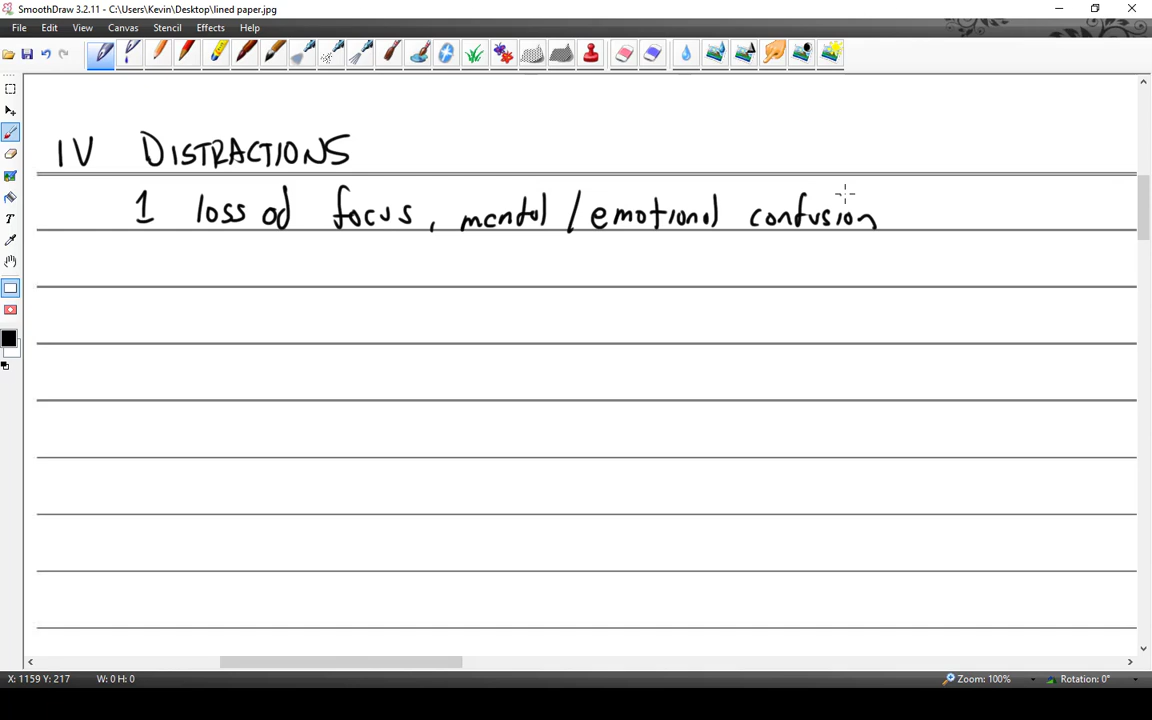 SmoothDraw 3.2.11 - C:\Users\Kevin\Desktop\lined paper.jpg
File Edit View Canvas Stencil Effects Help
IV DISTRACTIONS
1 loss od focus, mental / emotional confusion
X: 1159 Y: 217 W: 0 H: 0 Zoom: 100% Rotation: 0°